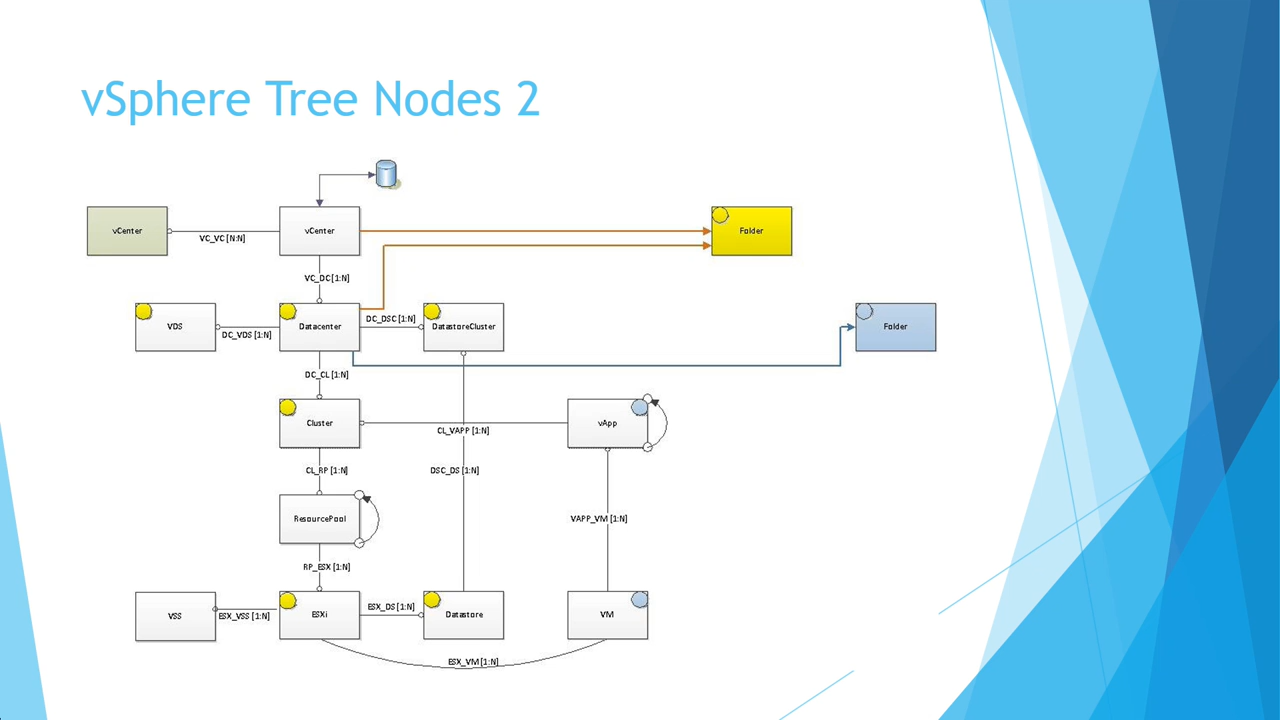 vSphere Tree Nodes 2
vCenter
VC_VC [N:N]
vCenter
Folder
VC_DC [1:N]
VDS
DC_VDS [1:N]
Datacenter
DC_DSC [1:N]
DatastoreCluster
Folder
DC_CL [1:N]
Cluster
CL_VAPP [1:N]
vApp
CL_RP [1:N]
DSC_DS [1:N]
ResourcePool
VAPP_VM [1:N]
RP_ESX [1:N]
VSS
ESX_VSS [1:N]
ESXi
ESX_DS [1:N]
Datastore
VM
ESX_VM [1:N]